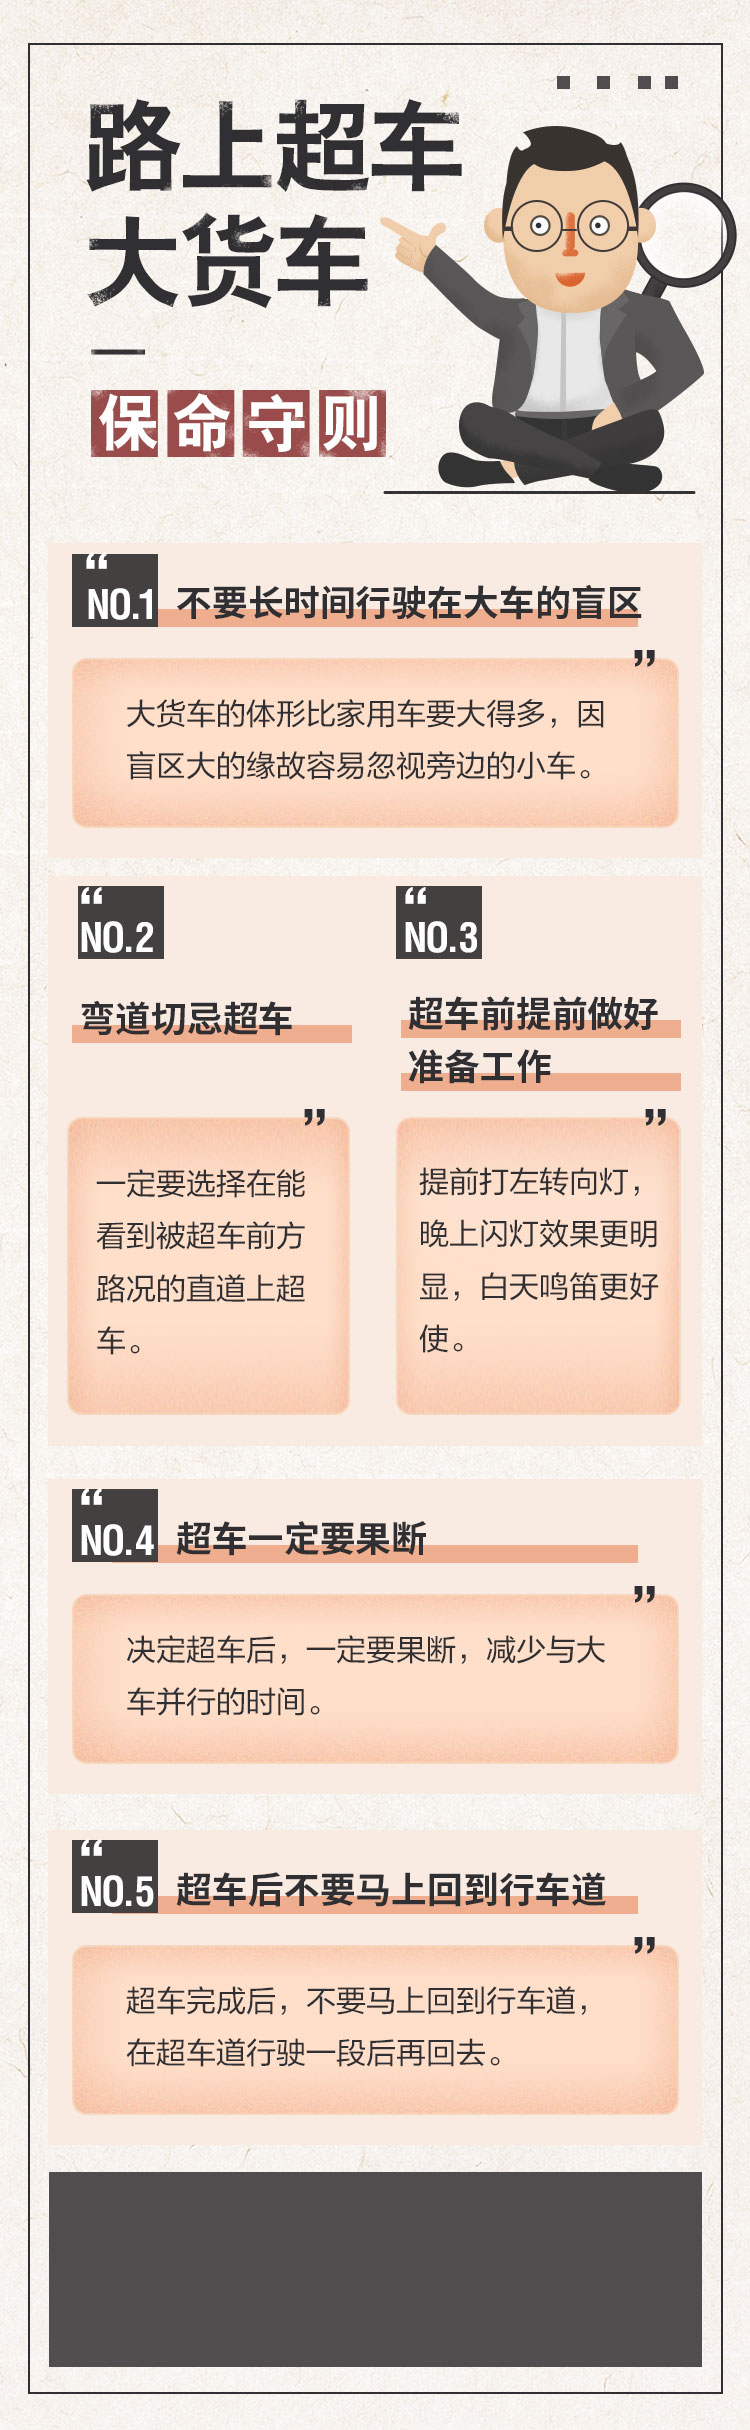 路上超车
大货车
保命守则
“
NO.1 不要长时间行驶在大车的盲区
”
大货车的体形比家用车要大得多，因
盲区大的缘故容易忽视旁边的小车。
“
NO.2
弯道切忌超车
”
一定要选择在能
看到被超车前方
路况的直道上超
车。
“
NO.3
超车前提前做好
准备工作
”
提前打左转向灯，
晚上闪灯效果更明
显，白天鸣笛更好
使。
“
NO.4 超车一定要果断
”
决定超车后，一定要果断，减少与大
车并行的时间。
“
NO.5 超车后不要马上回到行车道
”
超车完成后，不要马上回到行车道，
在超车道行驶一段后再回去。